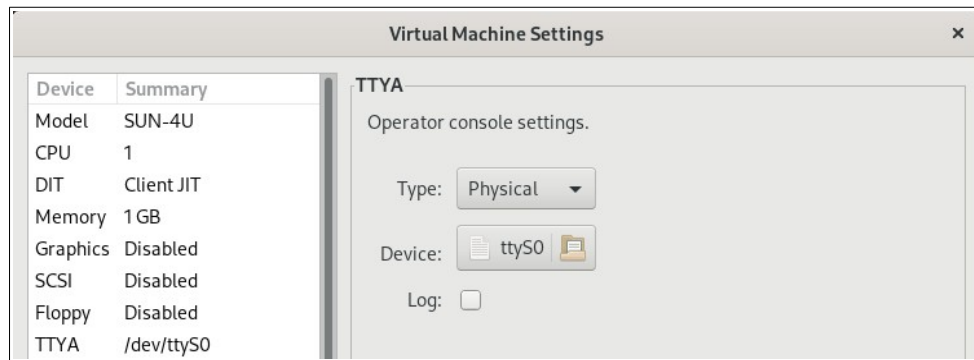 Virtual Machine Settings ×
Device Summary
Model SUN-4U
CPU 1
DIT Client JIT
Memory 1 GB
Graphics Disabled
SCSI Disabled
Floppy Disabled
TTYA /dev/ttyS0
TTYA
Operator console settings.
Type: Physical
Device: ttyS0
Log: